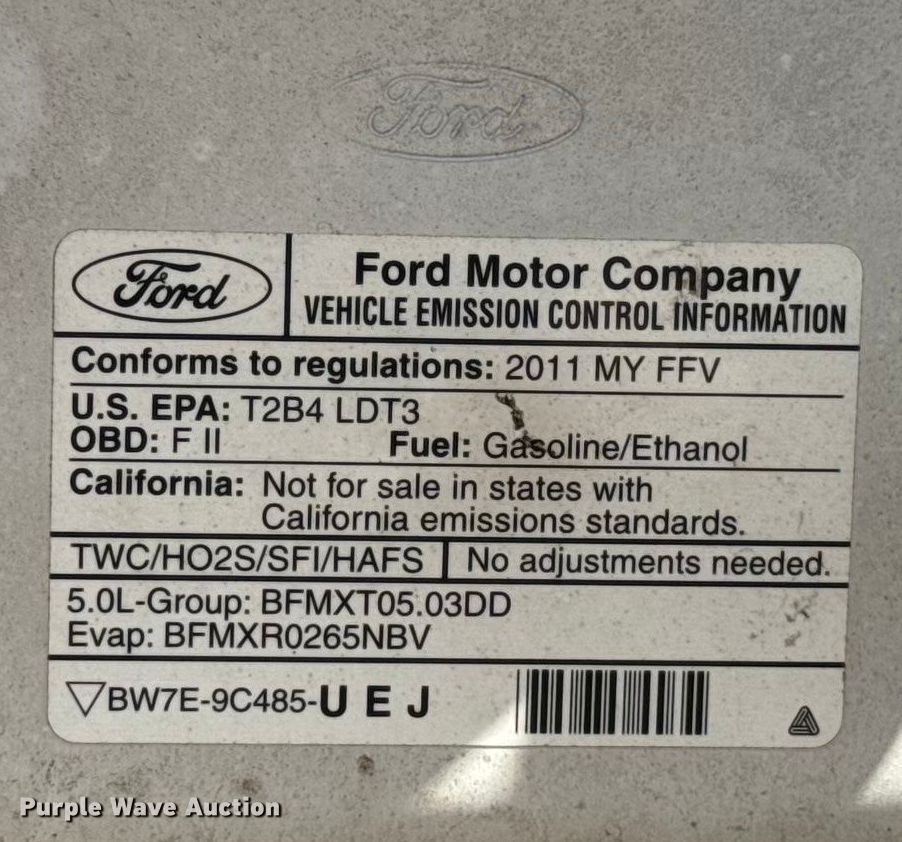 Ford
Ford
Ford Motor Company
VEHICLE EMISSION CONTROL INFORMATION
Conforms to regulations: 2011 MY FFV
U.S. EPA: T2B4 LDT3
OBD: F II Fuel: Gasoline/Ethanol
California: Not for sale in states with
California emissions standards.
TWC/HO2S/SFI/HAFS No adjustments needed.
5.0L-Group: BFMXT05.03DD
Evap: BFMXR0265NBV
BW7E-9C485-U E J
Purple Wave Auction